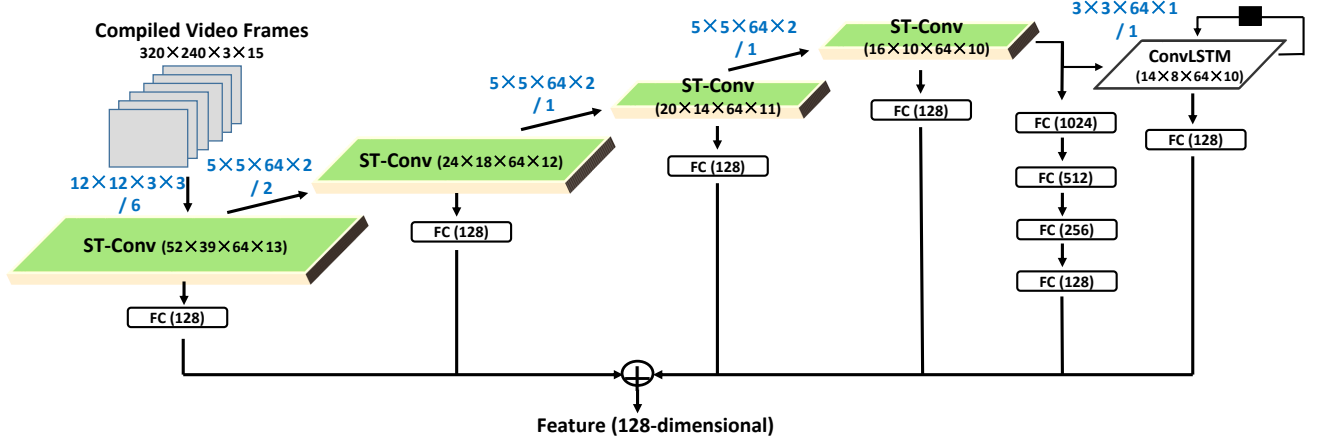 Compiled Video Frames
320×240×3×15
12×12×3×3
/ 6
ST-Conv (52×39×64×13)
FC (128)
5×5×64×2
/ 2
ST-Conv (24×18×64×12)
FC (128)
5×5×64×2
/ 1
ST-Conv
(20×14×64×11)
FC (128)
5×5×64×2
/ 1
ST-Conv
(16×10×64×10)
FC (128)
FC (1024)
FC (512)
FC (256)
FC (128)
3×3×64×1
/ 1
ConvLSTM
(14×8×64×10)
FC (128)
Feature (128-dimensional)